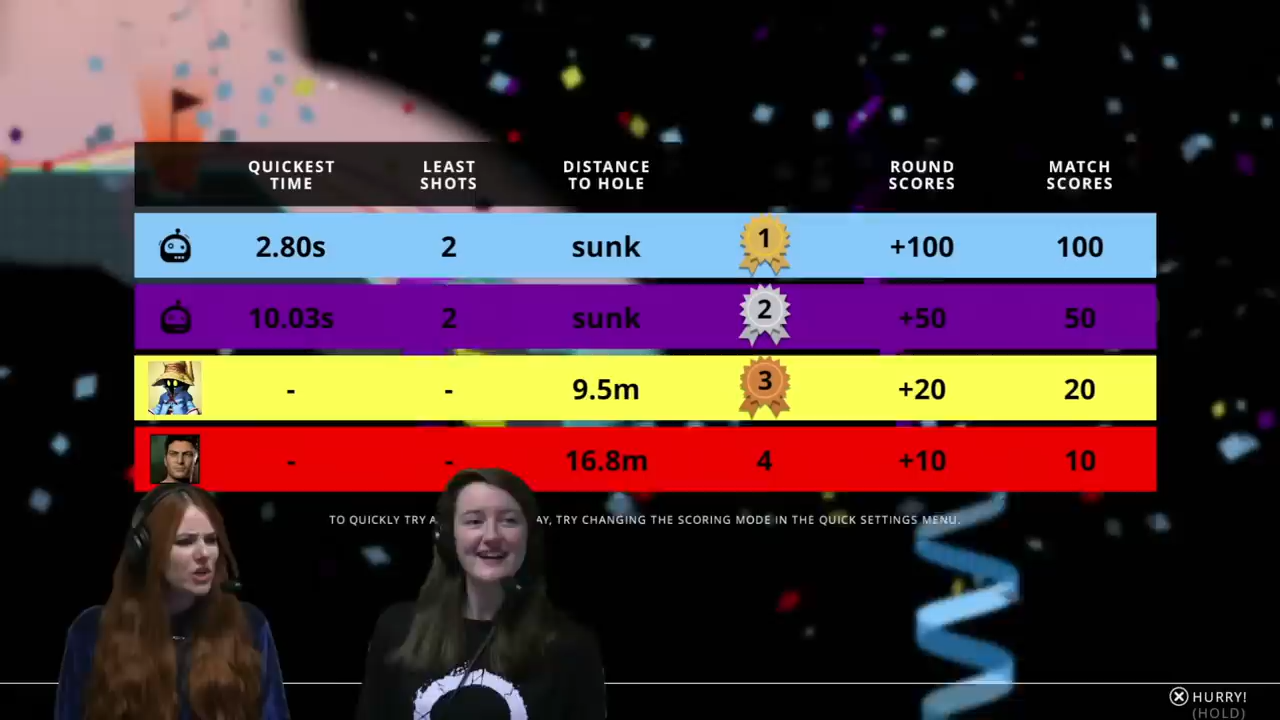 QUICKEST TIME
LEAST SHOTS
DISTANCE TO HOLE
ROUND SCORES
MATCH SCORES
2.80s 2 sunk 1 +100 100
10.03s 2 sunk 2 +50 50
- - 9.5m 3 +20 20
- - 16.8m 4 +10 10
TO QUICKLY TRY A AY, TRY CHANGING THE SCORING MODE IN THE QUICK SETTINGS MENU.
HURRY!
(HOLD)